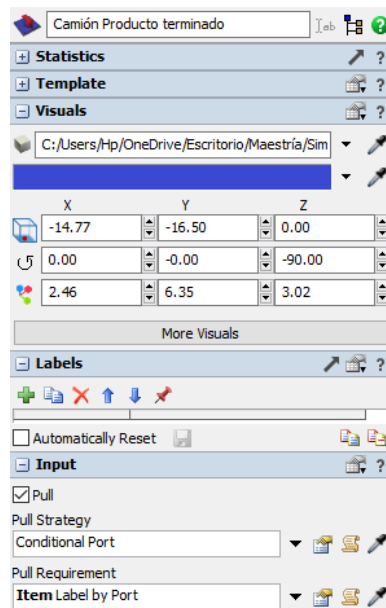 Camión Producto terminado
Statistics
Template
Visuals
C:/Users/Hp/OneDrive/Escritorio/Maestría/Sim
X Y Z
-14.77 -16.50 0.00
0.00 -0.00 -90.00
2.46 6.35 3.02
More Visuals
Labels
Automatically Reset
Input
Pull
Pull Strategy
Conditional Port
Pull Requirement
Item Label by Port